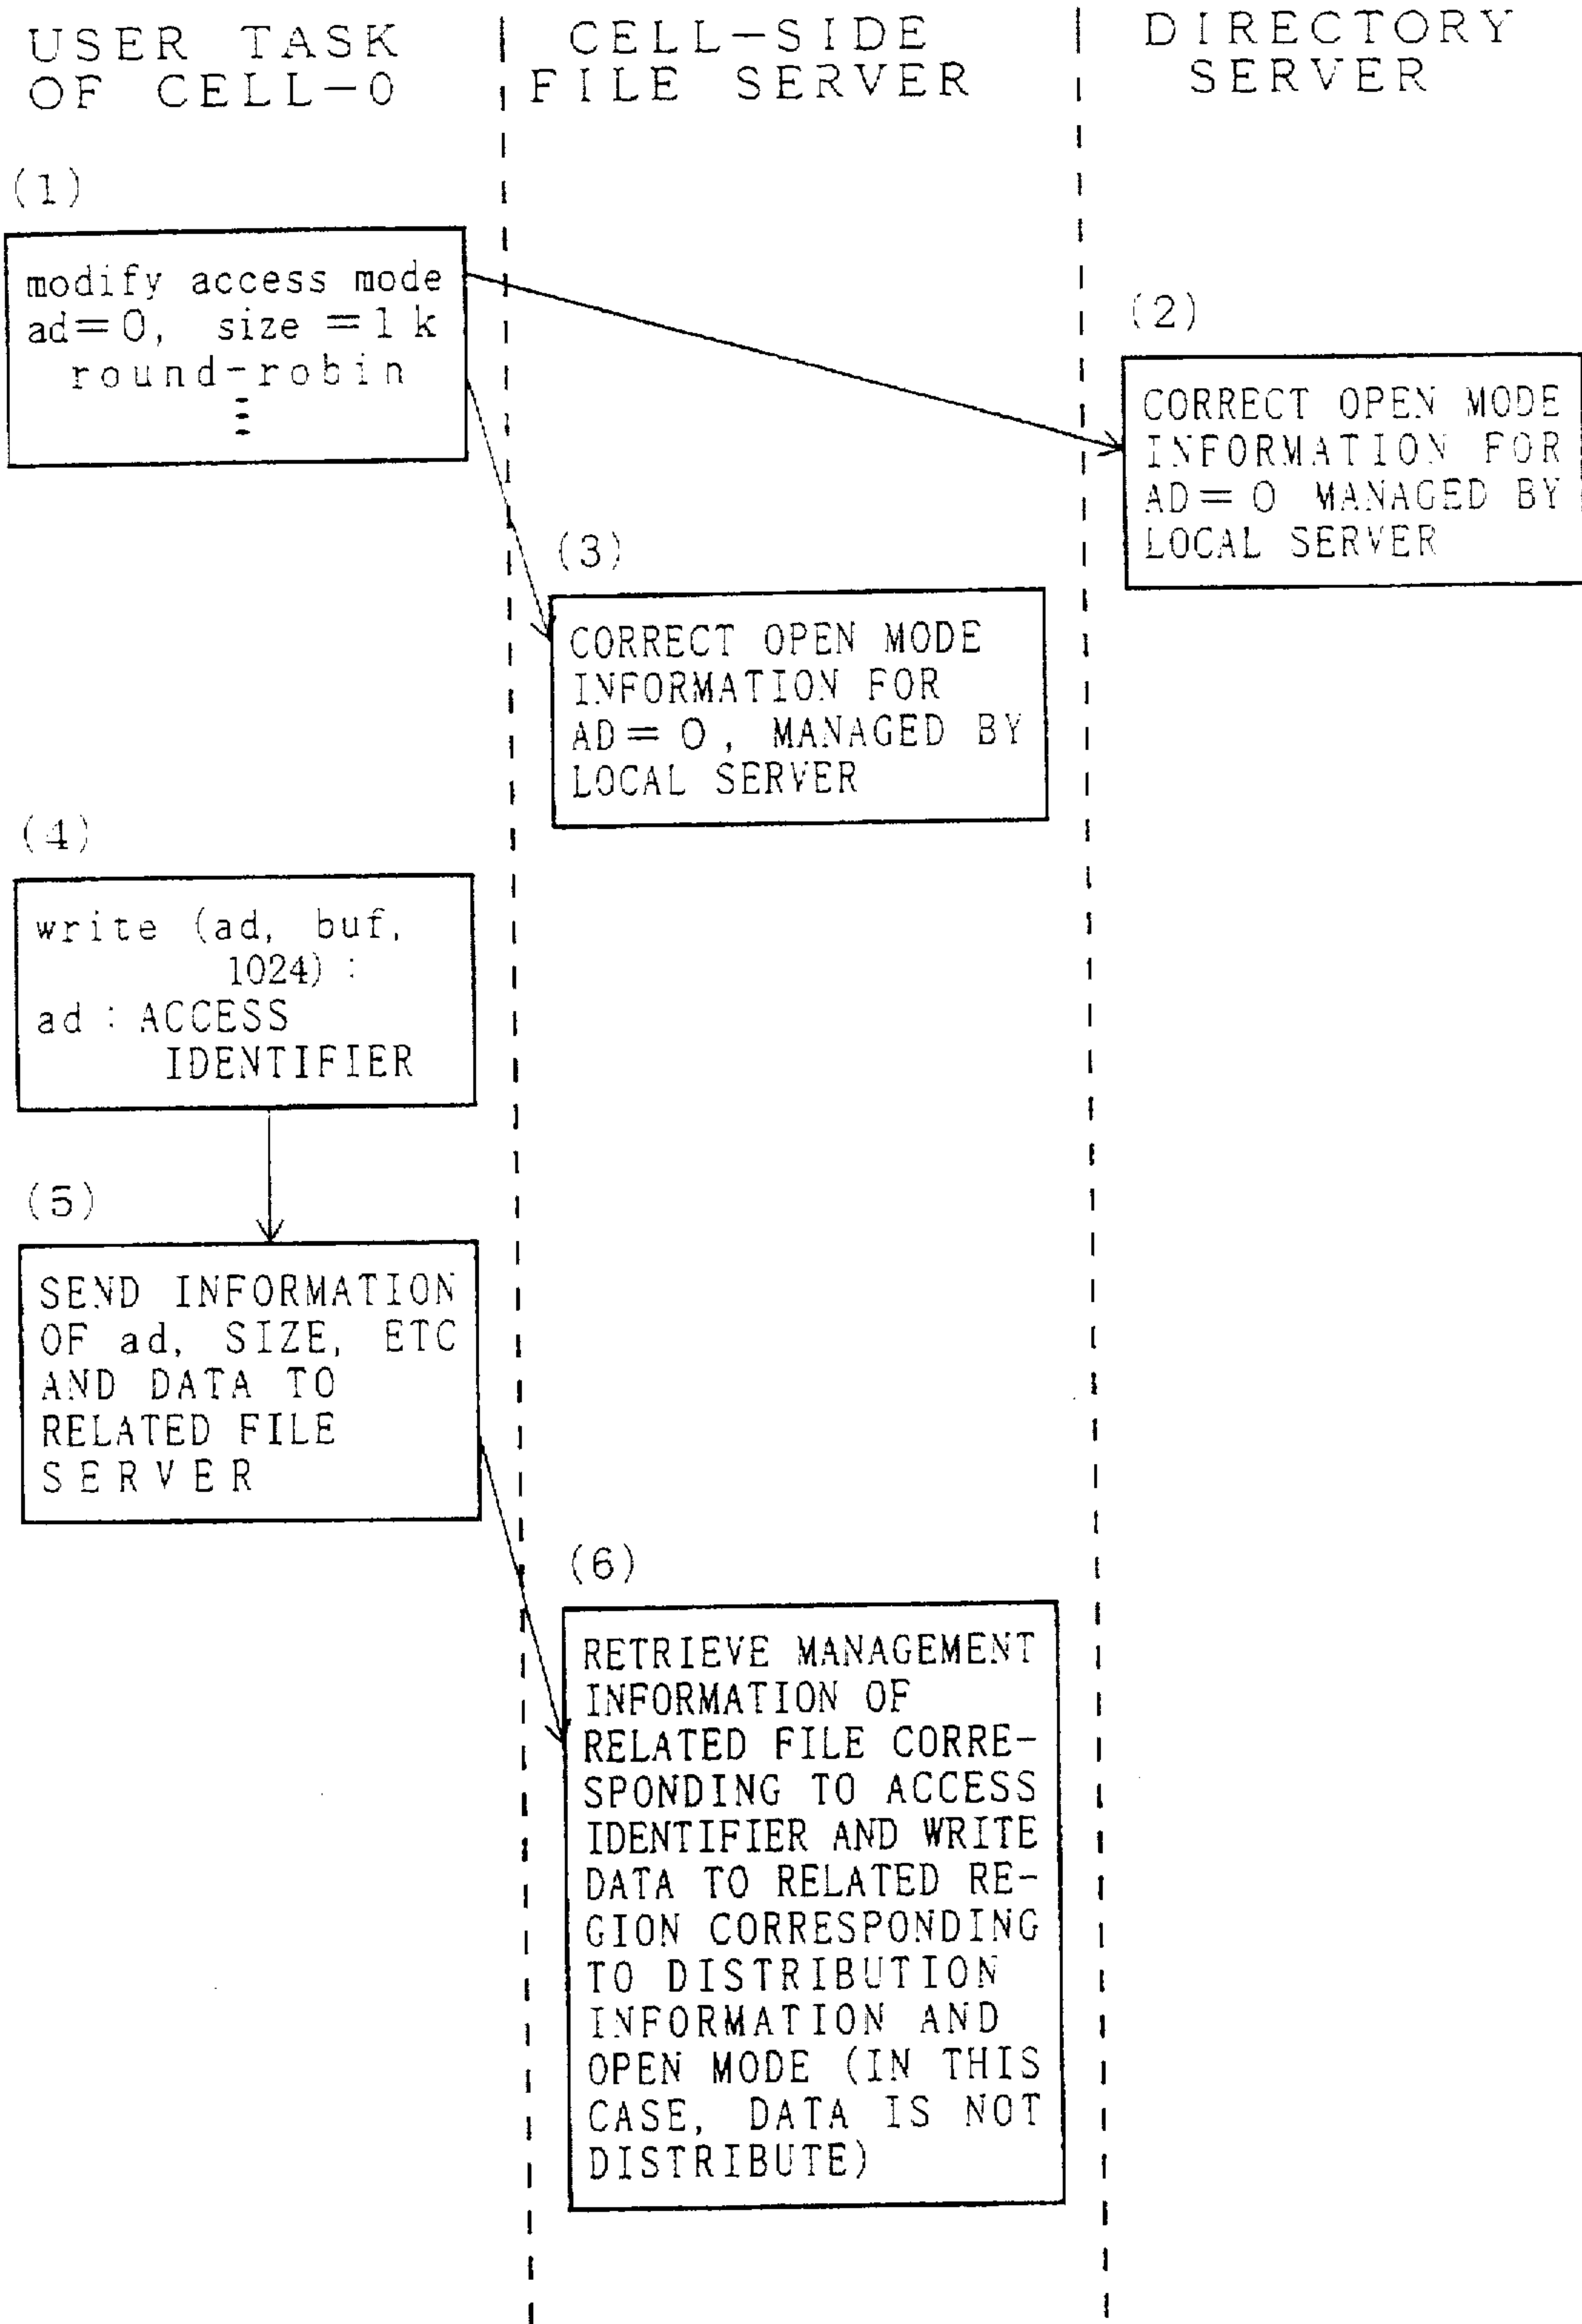 USER TASK
OF CELL-0
CELL-SIDE
FILE SERVER
DIRECTORY
SERVER
(1)
modify access mode
ad=0, size=1k
round-robin
(2)
CORRECT OPEN MODE
INFORMATION FOR
AD=0 MANAGED BY
LOCAL SERVER
(3)
CORRECT OPEN MODE
INFORMATION FOR
AD=0, MANAGED BY
LOCAL SERVER
(4)
write (ad, buf,
1024) :
ad : ACCESS
IDENTIFIER
(5)
SEND INFORMATION
OF ad, SIZE, ETC
AND DATA TO
RELATED FILE
SERVER
(6)
RETRIEVE MANAGEMENT
INFORMATION OF
RELATED FILE CORRE-
SPONDING TO ACCESS
IDENTIFIER AND WRITE
DATA TO RELATED RE-
GION CORRESPONDING
TO DISTRIBUTION
INFORMATION AND
OPEN MODE (IN THIS
CASE, DATA IS NOT
DISTRIBUTE)